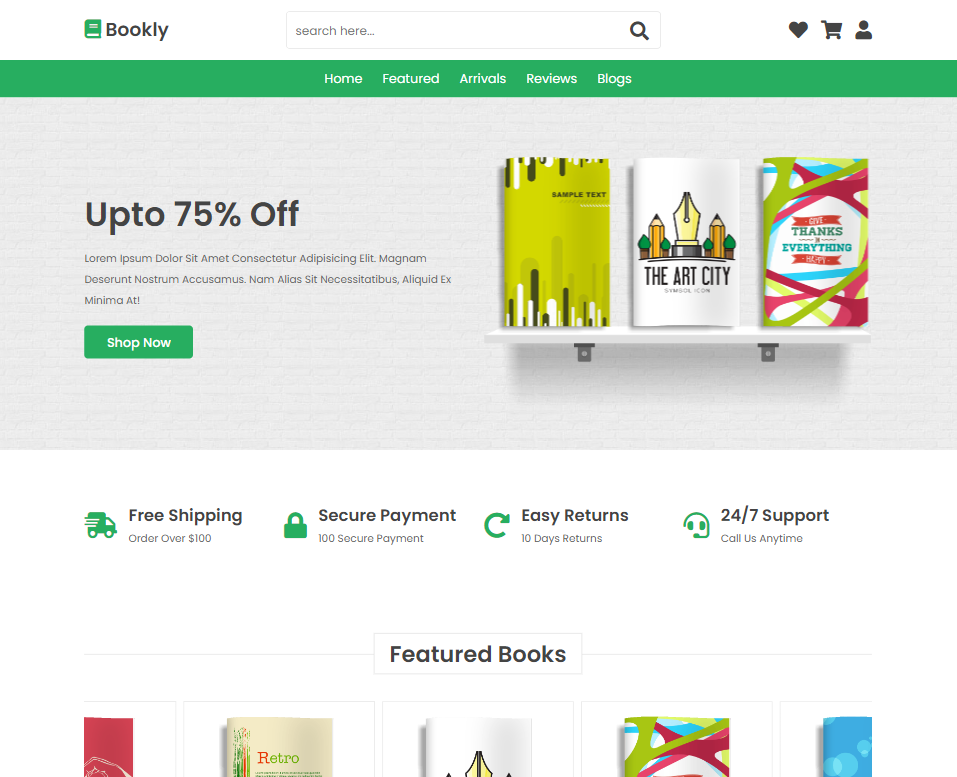 Bookly
search here...
Home Featured Arrivals Reviews Blogs
Upto 75% Off
Lorem Ipsum Dolor Sit Amet Consectetur Adipisicing Elit. Magnam
Deserunt Nostrum Accusamus. Nam Alias Sit Necessitatibus, Aliquid Ex
Minima At!
Shop Now
SAMPLE TEXT
THE ART CITY
SYMBOL ICON
GIVE
THANKS
IN
EVERYTHING
HAPPY
Free Shipping
Order Over $100
Secure Payment
100 Secure Payment
Easy Returns
10 Days Returns
24/7 Support
Call Us Anytime
Featured Books
Retro